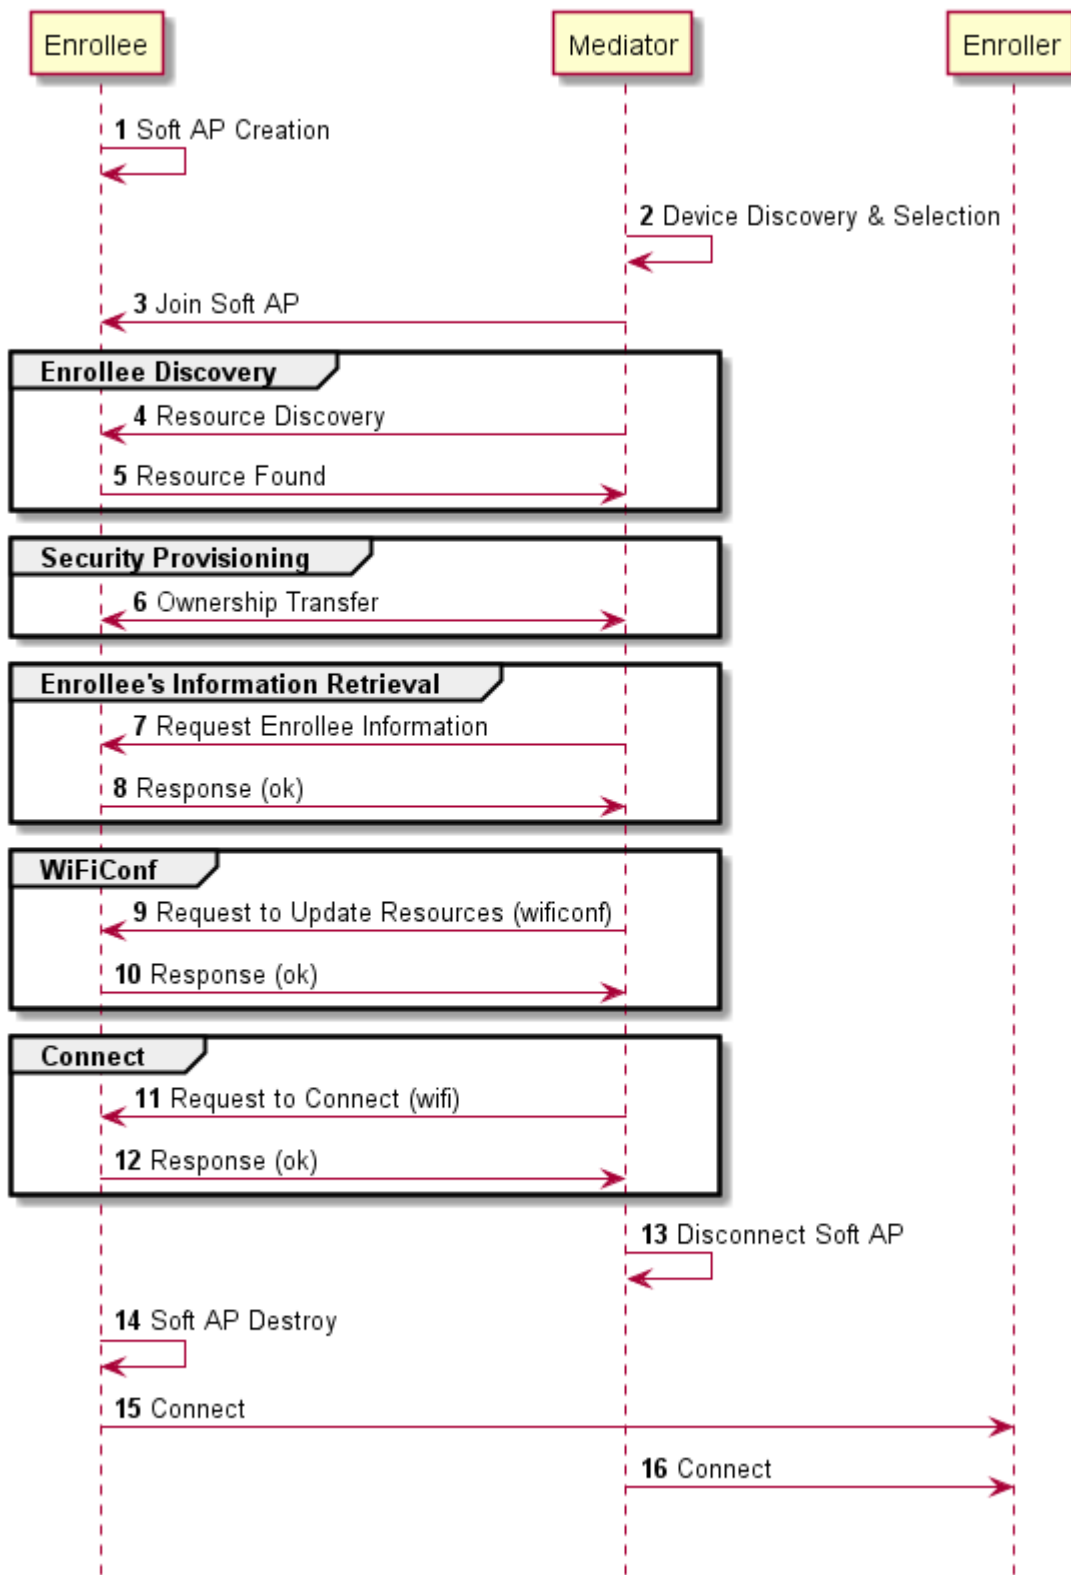 Enrollee
Mediator
Enroller
1 Soft AP Creation
2 Device Discovery & Selection
3 Join Soft AP
Enrollee Discovery
4 Resource Discovery
5 Resource Found
Security Provisioning
6 Ownership Transfer
Enrollee's Information Retrieval
7 Request Enrollee Information
8 Response (ok)
WiFiConf
9 Request to Update Resources (wificonf)
10 Response (ok)
Connect
11 Request to Connect (wifi)
12 Response (ok)
13 Disconnect Soft AP
14 Soft AP Destroy
15 Connect
16 Connect